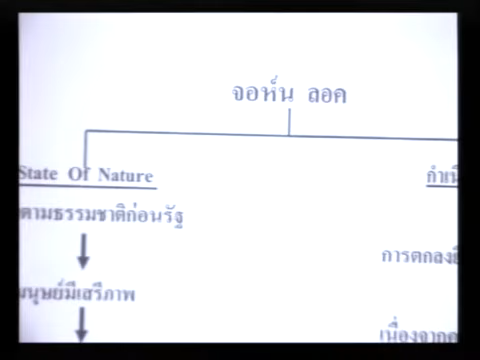 จอห์น ลอค
State Of Nature
ตามธรรมชาติก่อนรัฐ
มนุษย์มีเสรีภาพ
การตกลง
เนื่องจาก